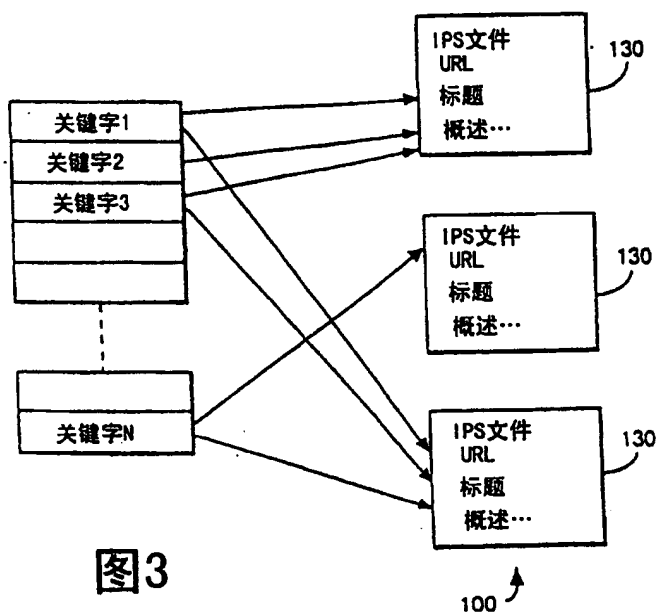 关键字1
关键字2
关键字3
关键字N
IPS文件
URL
标题
概述…
130
IPS文件
URL
标题
概述…
130
IPS文件
URL
标题
概述…
130
图3
100